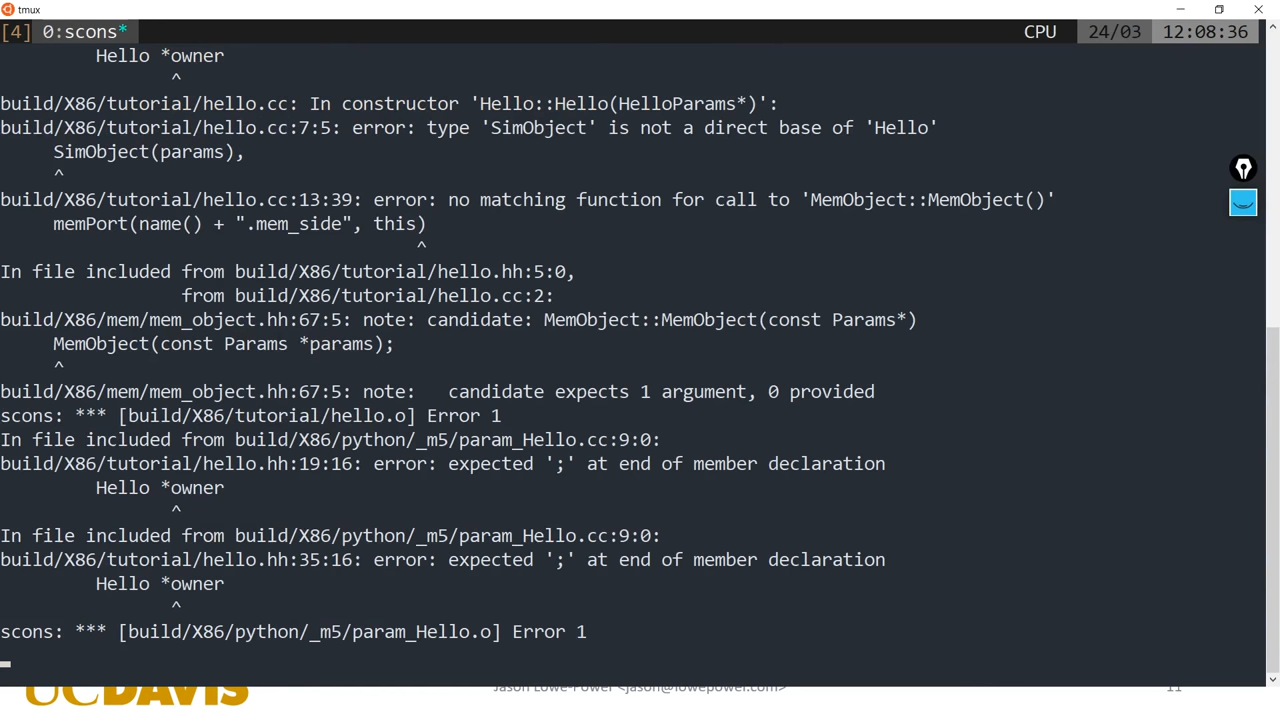 tmux
[4] 0:scons* CPU 24/03 12:08:36
Hello *owner
^
build/X86/tutorial/hello.cc: In constructor 'Hello::Hello(HelloParams*)':
build/X86/tutorial/hello.cc:7:5: error: type 'SimObject' is not a direct base of 'Hello'
SimObject(params),
^
build/X86/tutorial/hello.cc:13:39: error: no matching function for call to 'MemObject::MemObject()'
memPort(name() + ".mem_side", this)
^
In file included from build/X86/tutorial/hello.hh:5:0,
from build/X86/tutorial/hello.cc:2:
build/X86/mem/mem_object.hh:67:5: note: candidate: MemObject::MemObject(const Params*)
MemObject(const Params *params);
^
build/X86/mem/mem_object.hh:67:5: note:   candidate expects 1 argument, 0 provided
scons: *** [build/X86/tutorial/hello.o] Error 1
In file included from build/X86/python/_m5/param_Hello.cc:9:0:
build/X86/tutorial/hello.hh:19:16: error: expected ';' at end of member declaration
Hello *owner
^
In file included from build/X86/python/_m5/param_Hello.cc:9:0:
build/X86/tutorial/hello.hh:35:16: error: expected ';' at end of member declaration
Hello *owner
^
scons: *** [build/X86/python/_m5/param_Hello.o] Error 1
UCDAVIS Jason Lowe-Power <jason@lowepower.com> 11